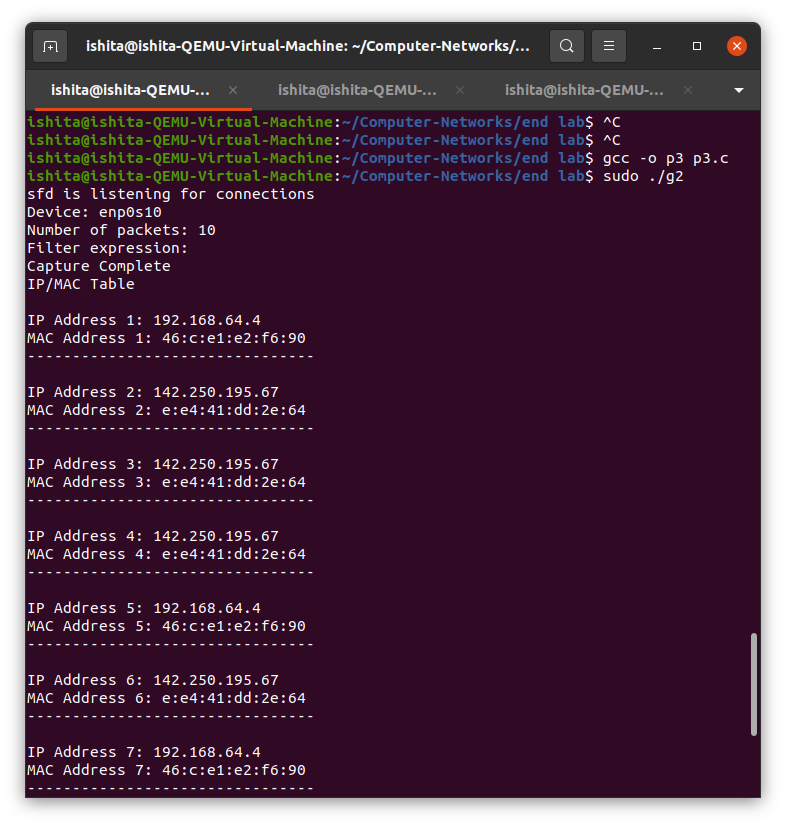 ishita@ishita-QEMU-Virtual-Machine: ~/Computer-Networks/...
ishita@ishita-QEMU-... ishita@ishita-QEMU-... ishita@ishita-QEMU-...
ishita@ishita-QEMU-Virtual-Machine:~/Computer-Networks/end lab$ ^C
ishita@ishita-QEMU-Virtual-Machine:~/Computer-Networks/end lab$ ^C
ishita@ishita-QEMU-Virtual-Machine:~/Computer-Networks/end lab$ gcc -o p3 p3.c
ishita@ishita-QEMU-Virtual-Machine:~/Computer-Networks/end lab$ sudo ./g2
sfd is listening for connections
Device: enp0s10
Number of packets: 10
Filter expression:
Capture Complete
IP/MAC Table
IP Address 1: 192.168.64.4
MAC Address 1: 46:c:e1:e2:f6:90
--------------------------------
IP Address 2: 142.250.195.67
MAC Address 2: e:e4:41:dd:2e:64
--------------------------------
IP Address 3: 142.250.195.67
MAC Address 3: e:e4:41:dd:2e:64
--------------------------------
IP Address 4: 142.250.195.67
MAC Address 4: e:e4:41:dd:2e:64
--------------------------------
IP Address 5: 192.168.64.4
MAC Address 5: 46:c:e1:e2:f6:90
--------------------------------
IP Address 6: 142.250.195.67
MAC Address 6: e:e4:41:dd:2e:64
--------------------------------
IP Address 7: 192.168.64.4
MAC Address 7: 46:c:e1:e2:f6:90
--------------------------------